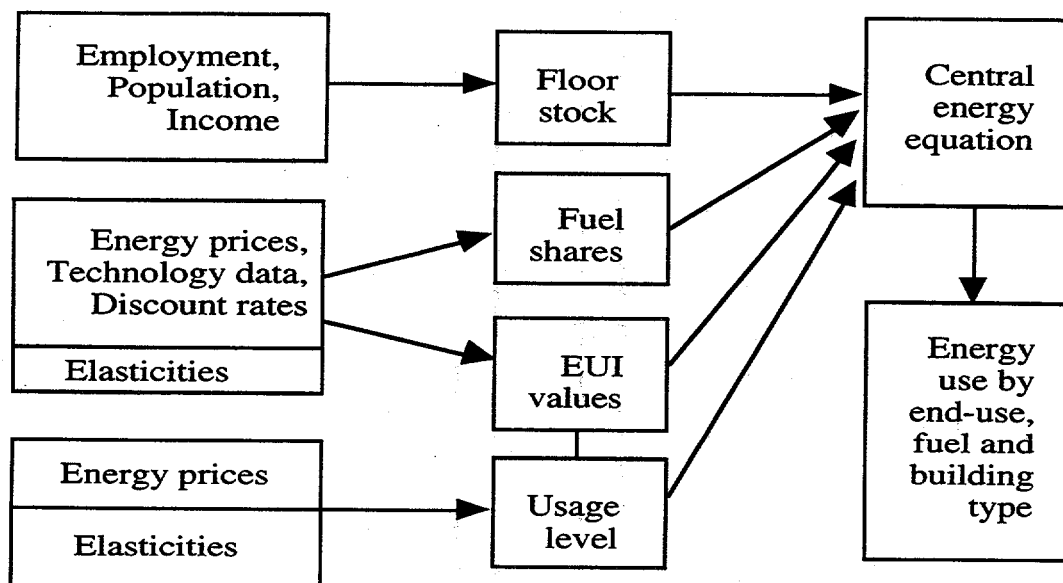 Employment,
Population,
Income
Floor
stock
Central
energy
equation
Energy prices,
Technology data,
Discount rates
Elasticities
Fuel
shares
EUI
values
Energy
use by
end-use,
fuel and
building
type
Energy prices
Elasticities
Usage
level